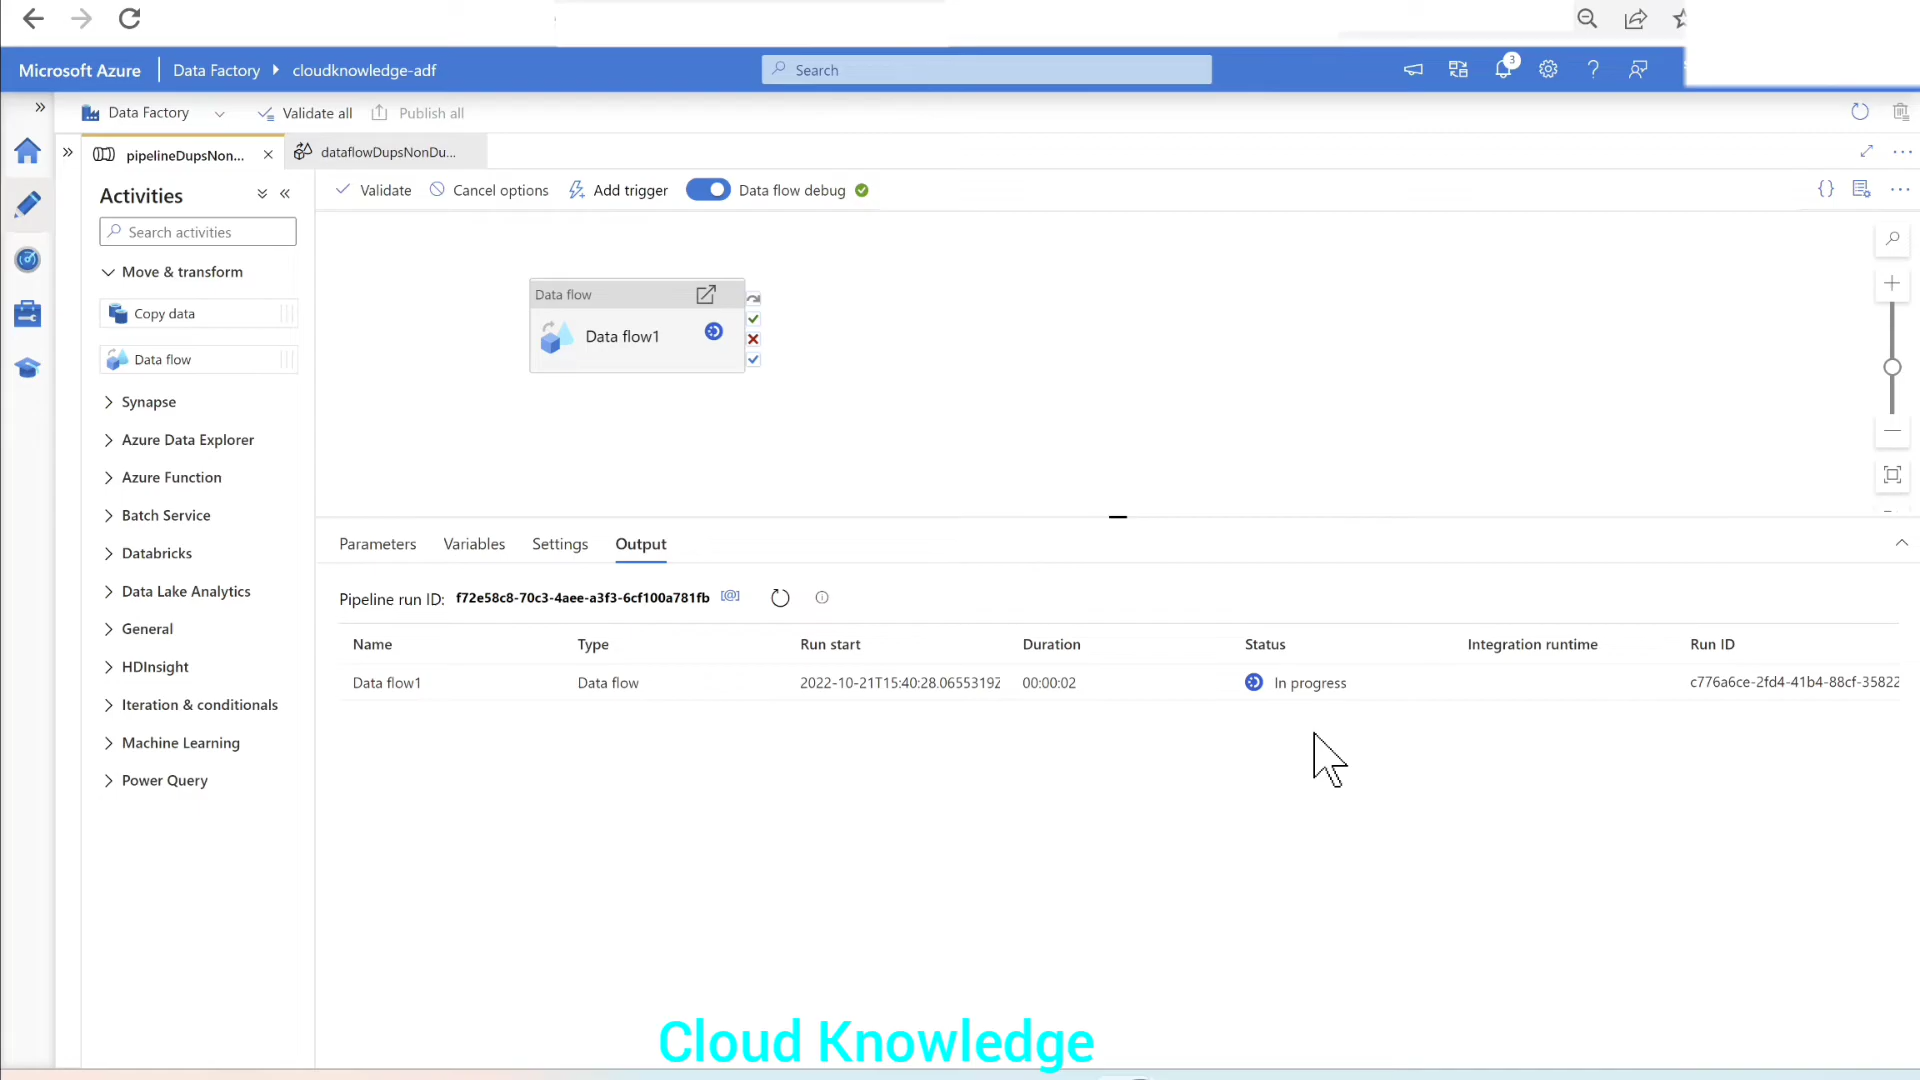 Microsoft Azure
Data Factory
cloudknowledge-adf
Search
3
Data Factory
Validate all
Publish all
pipelineDupsNon...
dataflowDupsNonDu...
Activities
Search activities
Validate
Cancel options
Add trigger
Data flow debug
Move & transform
Copy data
Data flow
Synapse
Azure Data Explorer
Azure Function
Batch Service
Databricks
Data Lake Analytics
General
HDInsight
Iteration & conditionals
Machine Learning
Power Query
Data flow
Data flow1
Parameters
Variables
Settings
Output
Pipeline run ID: f72e58c8-70c3-4aee-a3f3-6cf100a781fb
Name
Type
Run start
Duration
Status
Integration runtime
Run ID
Data flow1
Data flow
2022-10-21T15:40:28.0655319Z
00:00:02
In progress
c776a6ce-2fd4-41b4-88cf-35822
Cloud Knowledge